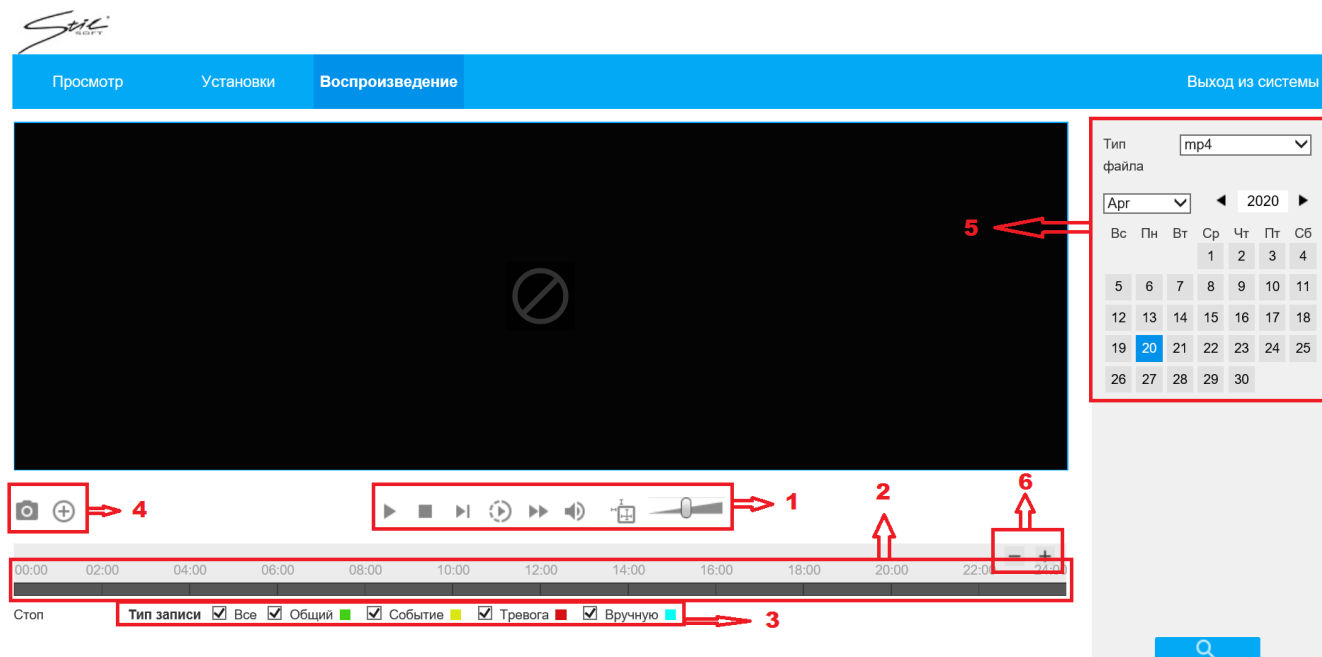 Stil
SOFT
Просмотр Установки Воспроизведение Выход из системы
Тип файла mp4
Apr 2020
Вс Пн Вт Ср Чт Пт Сб
1 2 3 4
5 6 7 8 9 10 11
12 13 14 15 16 17 18
19 20 21 22 23 24 25
26 27 28 29 30
5
4
1
2
6
00:00 02:00 04:00 06:00 08:00 10:00 12:00 14:00 16:00 18:00 20:00 22:00 24:00
Стоп Тип записи Все Общий Событие Тревога Вручную
3